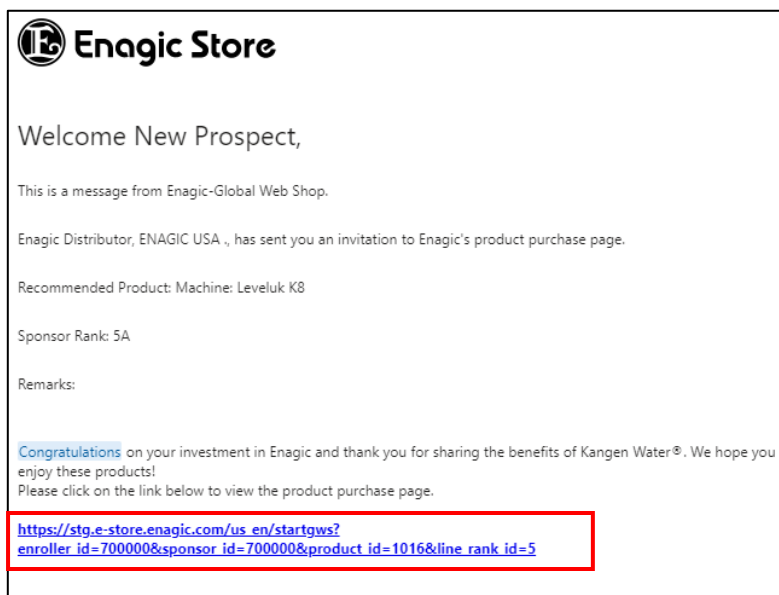 E Enagic Store
Welcome New Prospect,
This is a message from Enagic-Global Web Shop.
Enagic Distributor, ENAGIC USA ., has sent you an invitation to Enagic's product purchase page.
Recommended Product: Machine: Leveluk K8
Sponsor Rank: 5A
Remarks:
Congratulations on your investment in Enagic and thank you for sharing the benefits of Kangen Water®. We hope you
enjoy these products!
Please click on the link below to view the product purchase page.
https://stg.e-store.enagic.com/us_en/startgws?
enroller_id=700000&sponsor_id=700000&product_id=1016&line_rank_id=5